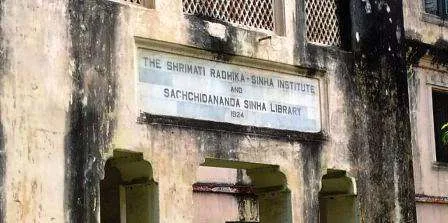 THE SHRIMATI RADHIKA-SINHA INSTITUTE
AND
SACHCHIDANANDA SINHA LIBRARY
1924